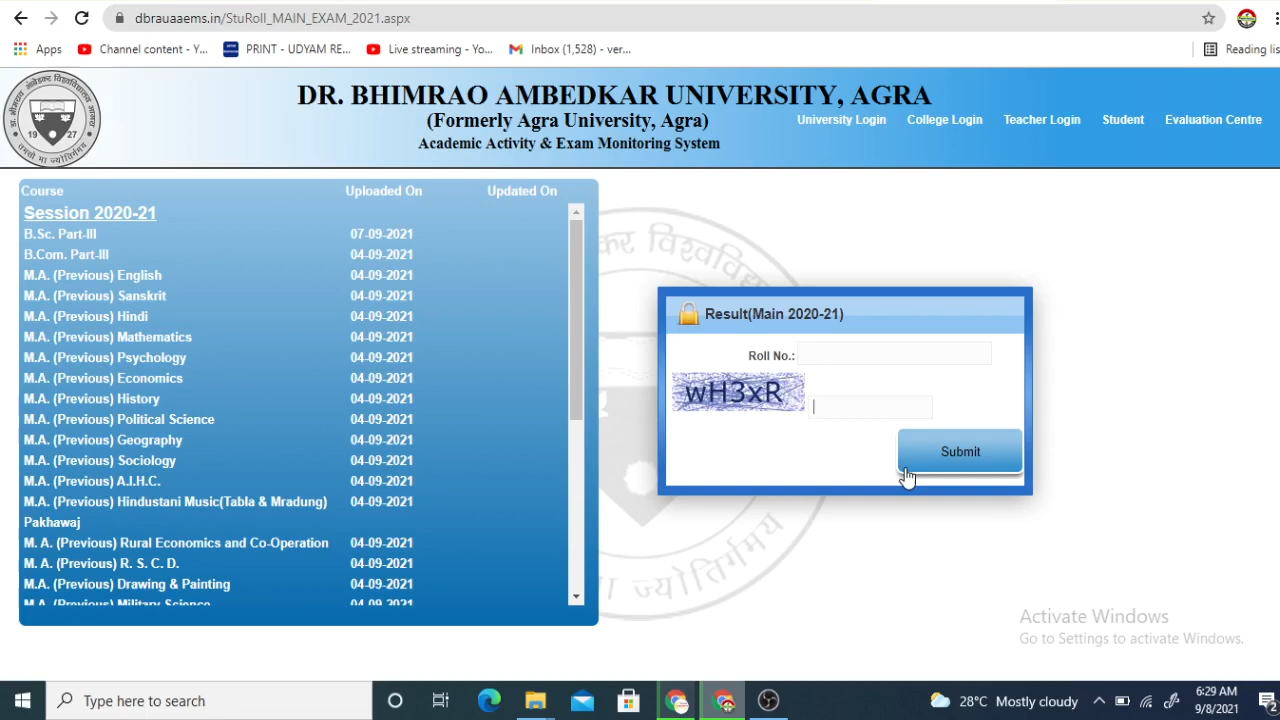 dbrauaaems.in/StuRoll_MAIN_EXAM_2021.aspx
Apps
Channel content - Y...
PRINT - UDYAM RE...
Live streaming - Yo...
Inbox (1,528) - ver...
Reading lis
DR. BHIMRAO AMBEDKAR UNIVERSITY, AGRA
(Formerly Agra University, Agra)
Academic Activity & Exam Monitoring System
University Login College Login Teacher Login Student Evaluation Centre
19 27
Course Uploaded On Updated On
Session 2020-21
B.Sc. Part-III 07-09-2021
B.Com. Part-III 04-09-2021
M.A. (Previous) English 04-09-2021
M.A. (Previous) Sanskrit 04-09-2021
M.A. (Previous) Hindi 04-09-2021
M.A. (Previous) Mathematics 04-09-2021
M.A. (Previous) Psychology 04-09-2021
M.A. (Previous) Economics 04-09-2021
M.A. (Previous) History 04-09-2021
M.A. (Previous) Political Science 04-09-2021
M.A. (Previous) Geography 04-09-2021
M.A. (Previous) Sociology 04-09-2021
M.A. (Previous) A.I.H.C. 04-09-2021
M.A. (Previous) Hindustani Music(Tabla & Mradung) 04-09-2021
Pakhawaj
M. A. (Previous) Rural Economics and Co-Operation 04-09-2021
M. A. (Previous) R. S. C. D. 04-09-2021
M.A. (Previous) Drawing & Painting 04-09-2021
M.A. (Previous) Military Science 04-09-2021
Result(Main 2020-21)
Roll No.:
wH3xR
Submit
Activate Windows
Go to Settings to activate Windows.
Type here to search
28°C Mostly cloudy
6:29 AM
9/8/2021
2